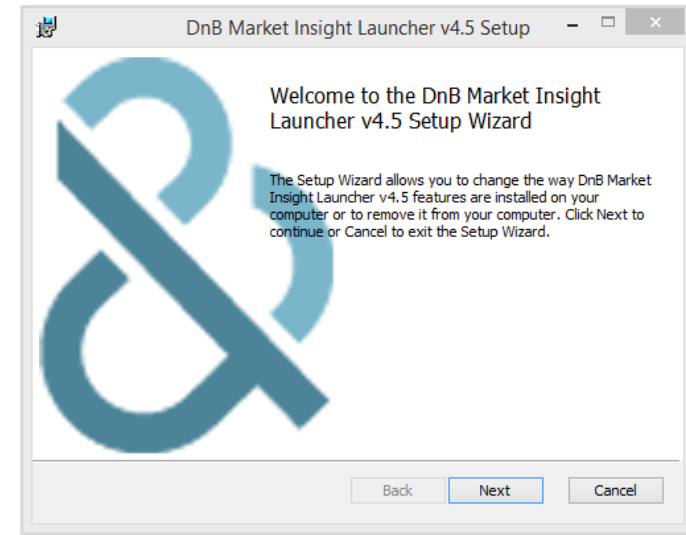 DnB Market Insight Launcher v4.5 Setup
Welcome to the DnB Market Insight
Launcher v4.5 Setup Wizard
The Setup Wizard allows you to change the way DnB Market
Insight Launcher v4.5 features are installed on your
computer or to remove it from your computer. Click Next to
continue or Cancel to exit the Setup Wizard.
Back Next Cancel